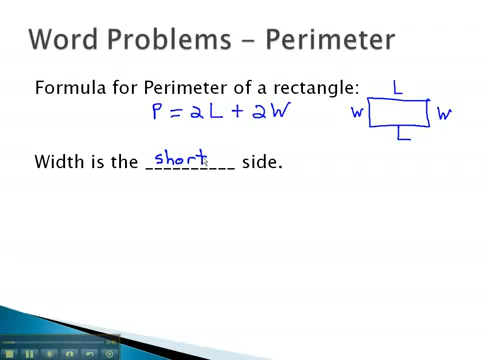 Word Problems – Perimeter
Formula for Perimeter of a rectangle:
L
P = 2L + 2W
W
W
L
Width is the short side.